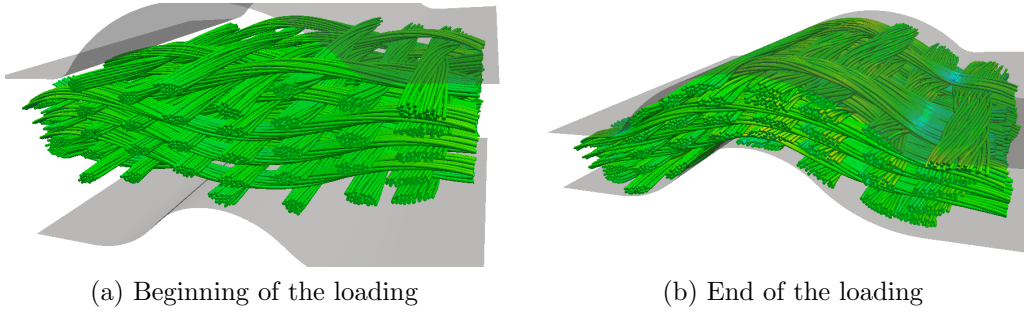 (a) Beginning of the loading
(b) End of the loading